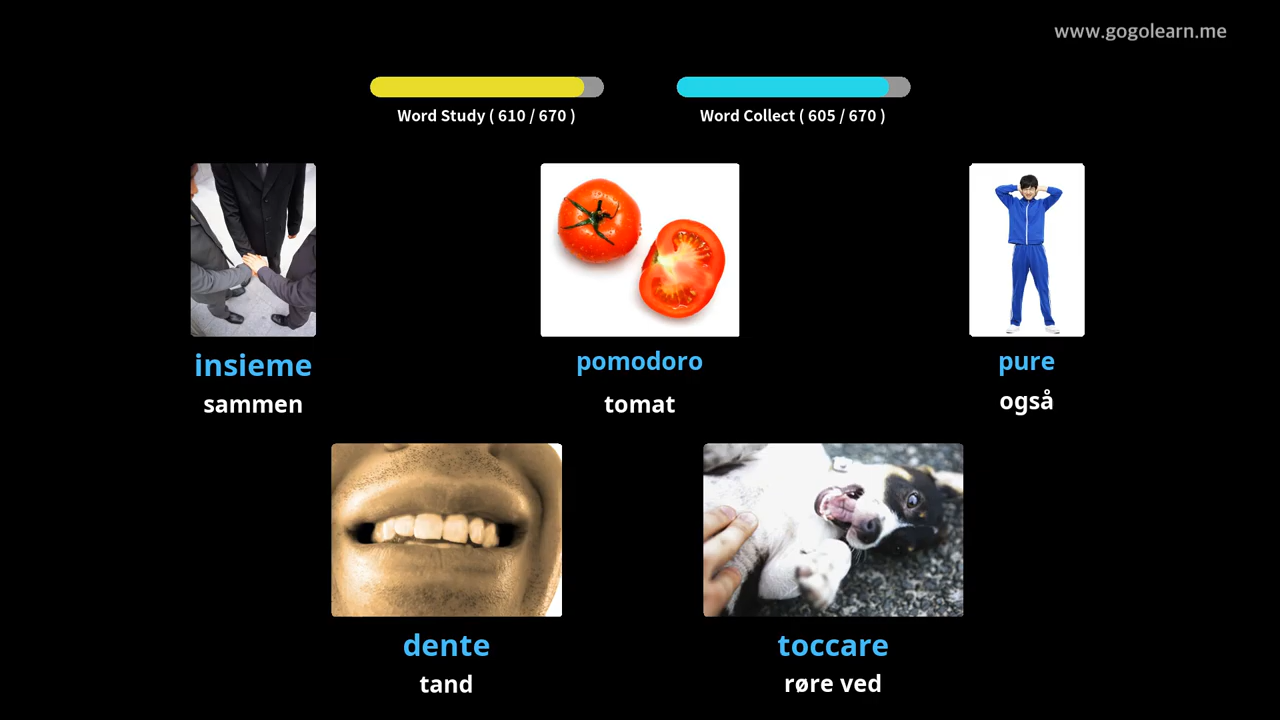 www.gogolearn.me
Word Study ( 610 / 670 )
Word Collect ( 605 / 670 )
insieme
sammen
pomodoro
tomat
pure
også
dente
tand
toccare
røre ved